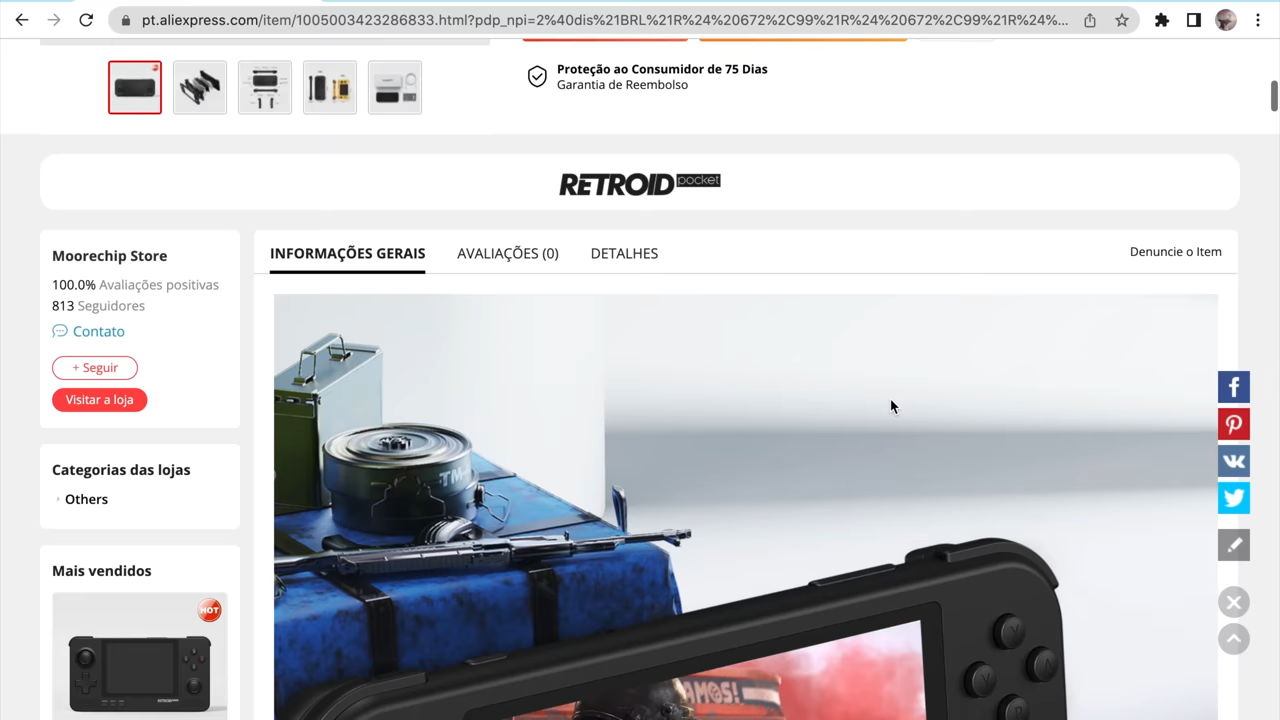 pt.aliexpress.com/item/1005003423286833.html?pdp_npi=2%40dis%21BRL%21R%24%20672%2C99%21R%24%20672%2C99%21R%24%...
Proteção ao Consumidor de 75 Dias
Garantia de Reembolso
RETROID pocket
Moorechip Store
100.0% Avaliações positivas
813 Seguidores
Contato
+ Seguir
Visitar a loja
Categorias das lojas
Others
Mais vendidos
HOT
INFORMAÇÕES GERAIS
AVALIAÇÕES (0)
DETALHES
Denuncie o Item
TM
AMOS!
Y
A
Y